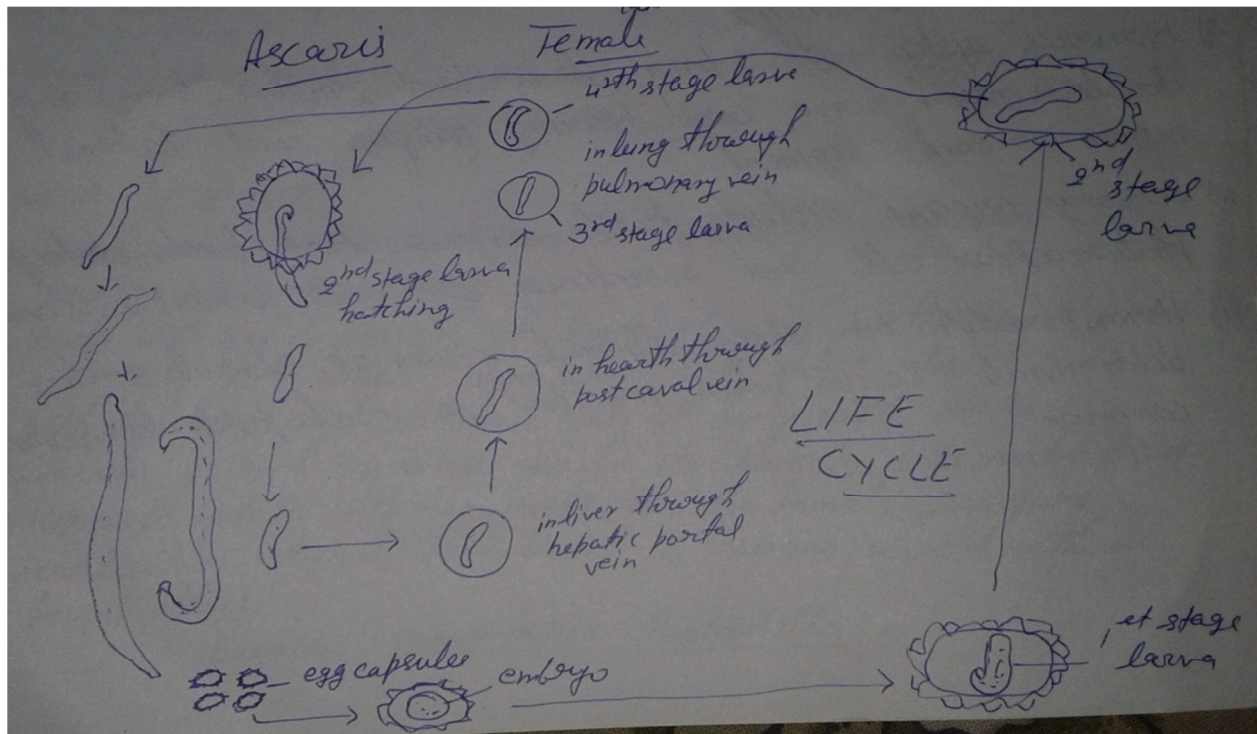 Ascaris
Female
4rth stage larva
in lung through
pulmonary vein
3rd stage larva
2nd
stage
larva
2nd stage larva
hatching
in hearth through
post caval vein
LIFE
CYCLE
in liver through
hepatic portal
vein
egg capsules
embryo
1st stage
larva